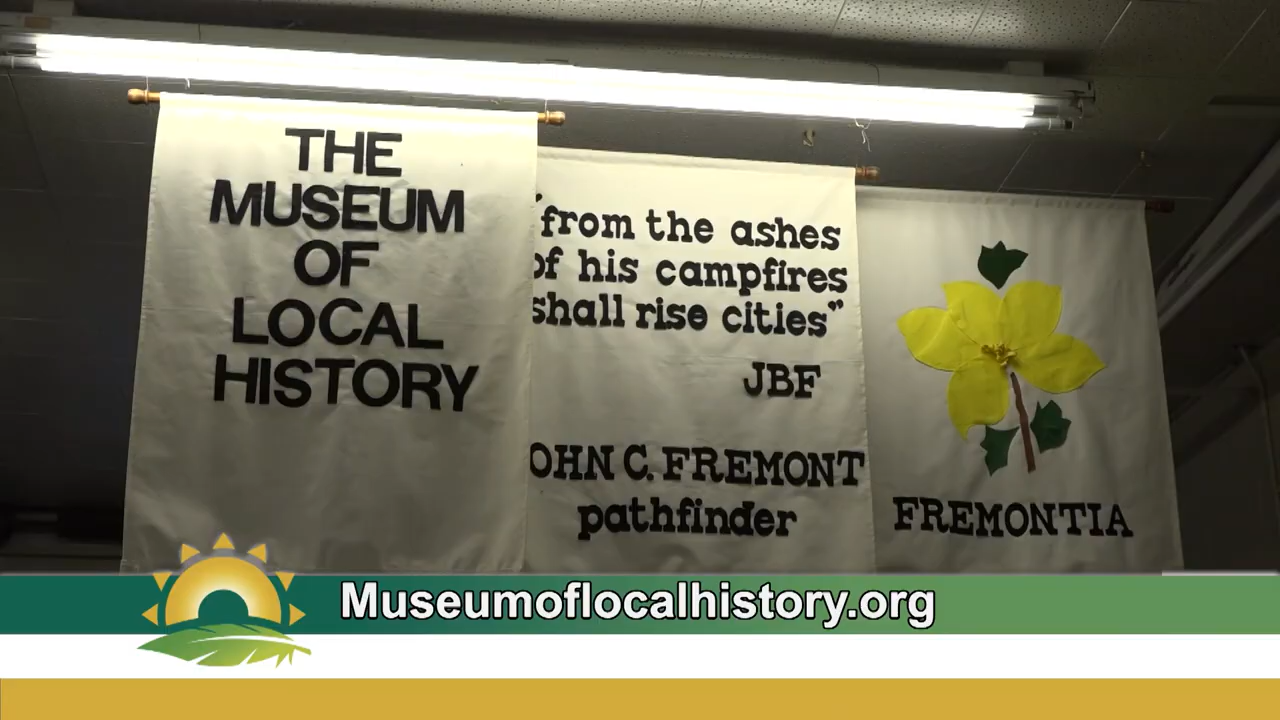 THE
MUSEUM
OF
LOCAL
HISTORY
"from the ashes
of his campfires
shall rise cities"
JBF
OHN C. FREMONT
pathfinder
FREMONTIA
Museumoflocalhistory.org